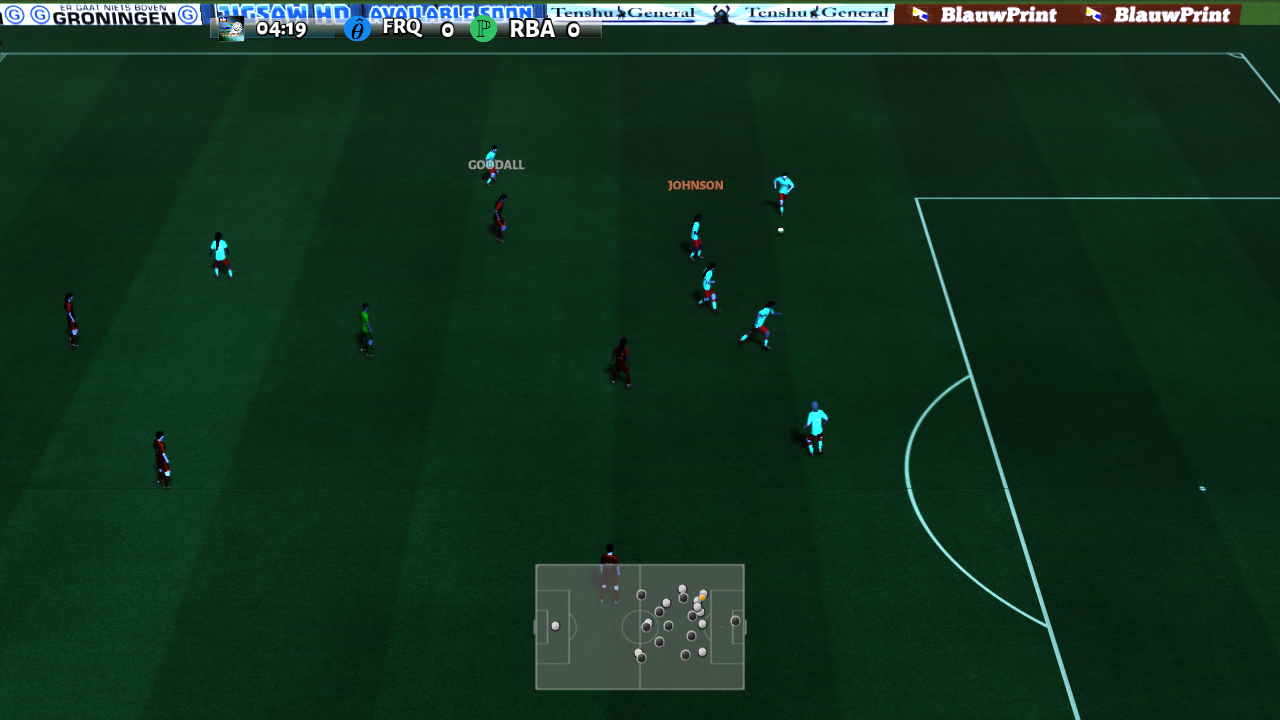 G G ER GAAT NIETS BOVEN GRONINGEN G
JIGSAW HD AVAILABLE SOON
Tenshu General Tenshu General
BlauwPrint BlauwPrint
04:19 FRQ 0 P RBA 0
GOODALL
JOHNSON